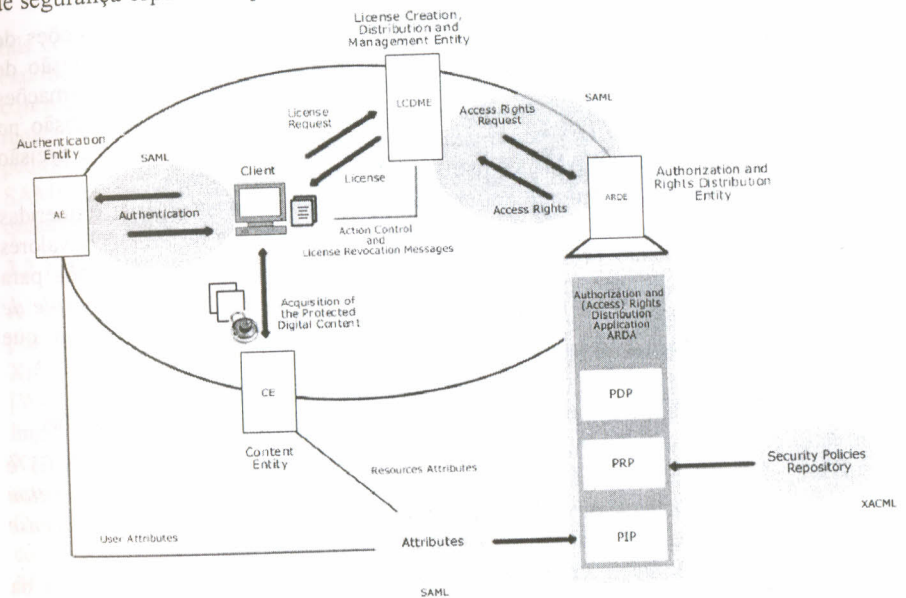 de segurança
License Creation,
Distribution and
Management Entity
LCDME
SAML
License
Request
Access Rights
Request
Authentication
Entity
SAML
Client
License
Authorization and
Rights Distribution
Entity
ARDE
AE
Authentication
Access Rights
Action Control
and
License Revocation Messages
Acquisition of
the Protected
Digital Content
Authorization and
(Access) Rights
Distribution
Application
ARDA
CE
PDP
Content
Entity
Resources Attributes
PRP
Security Policies
Repository
XACML
User Attributes
Attributes
PIP
SAML